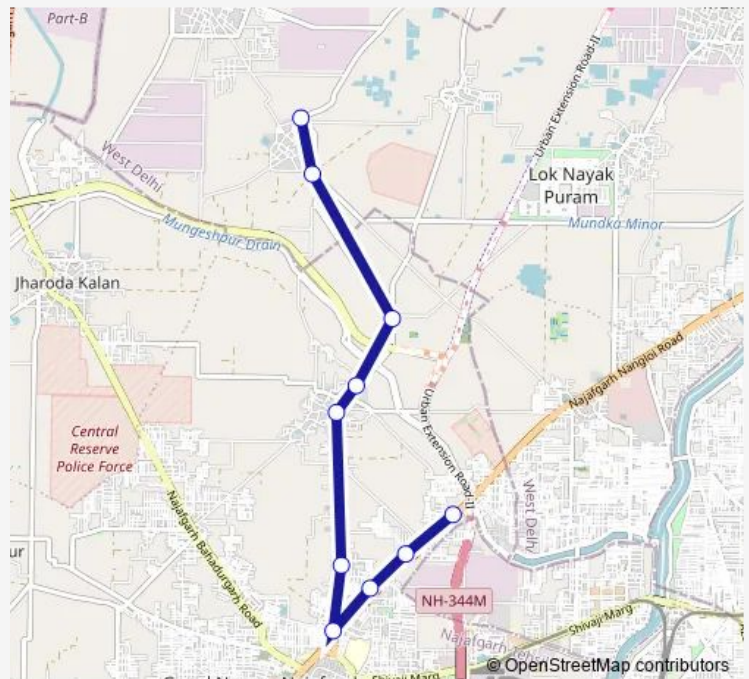 Part-B
West Delhi
Urban Extension Road-II
Lok Nayak
Puram
Mundka Minor
Mungeshpur Drain
Jharoda Kalan
Najafgarh Nangloi Road
Urban Extension Road-II
Central
Reserve
Police Force
West Delhi
Najafgarh Bahadurgarh Road
ur
NH-344M
Shivaji Marg
Najafgarh
Shivaji Marg
© OpenStreetMap contributors